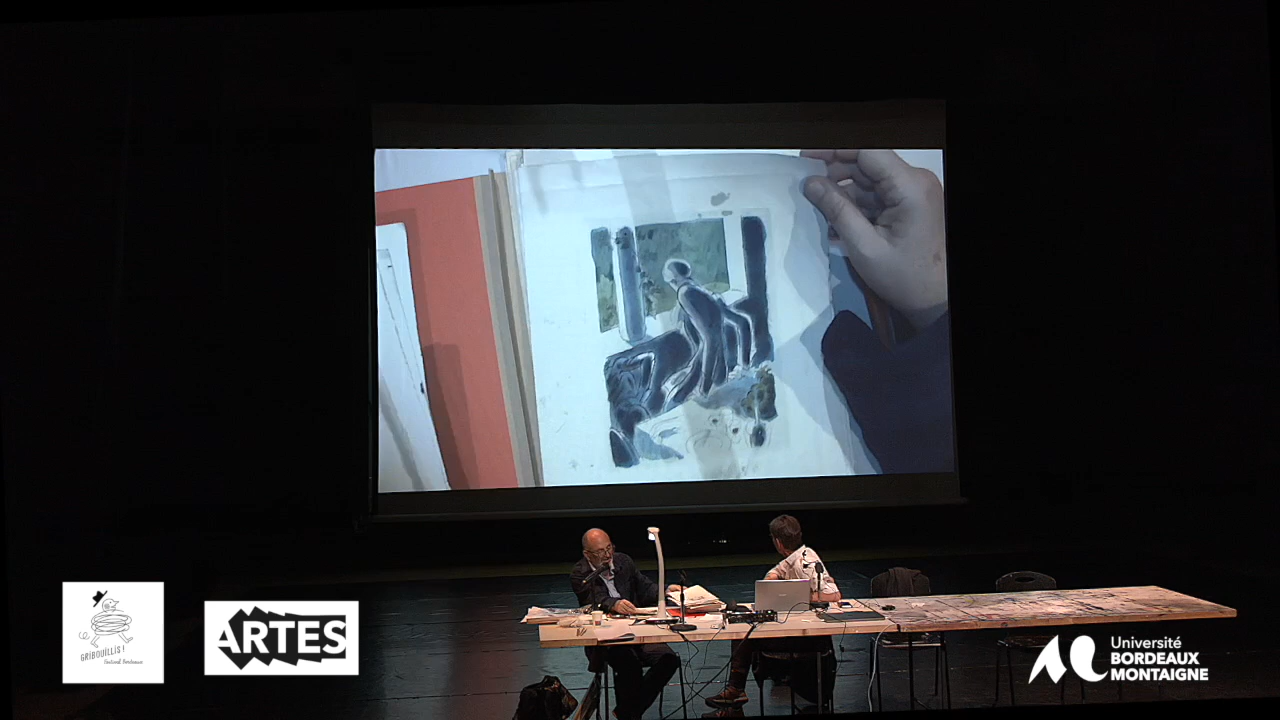 GRIBOUILLIS !
Festival Bordeaux
ARTES
Université
BORDEAUX
MONTAIGNE